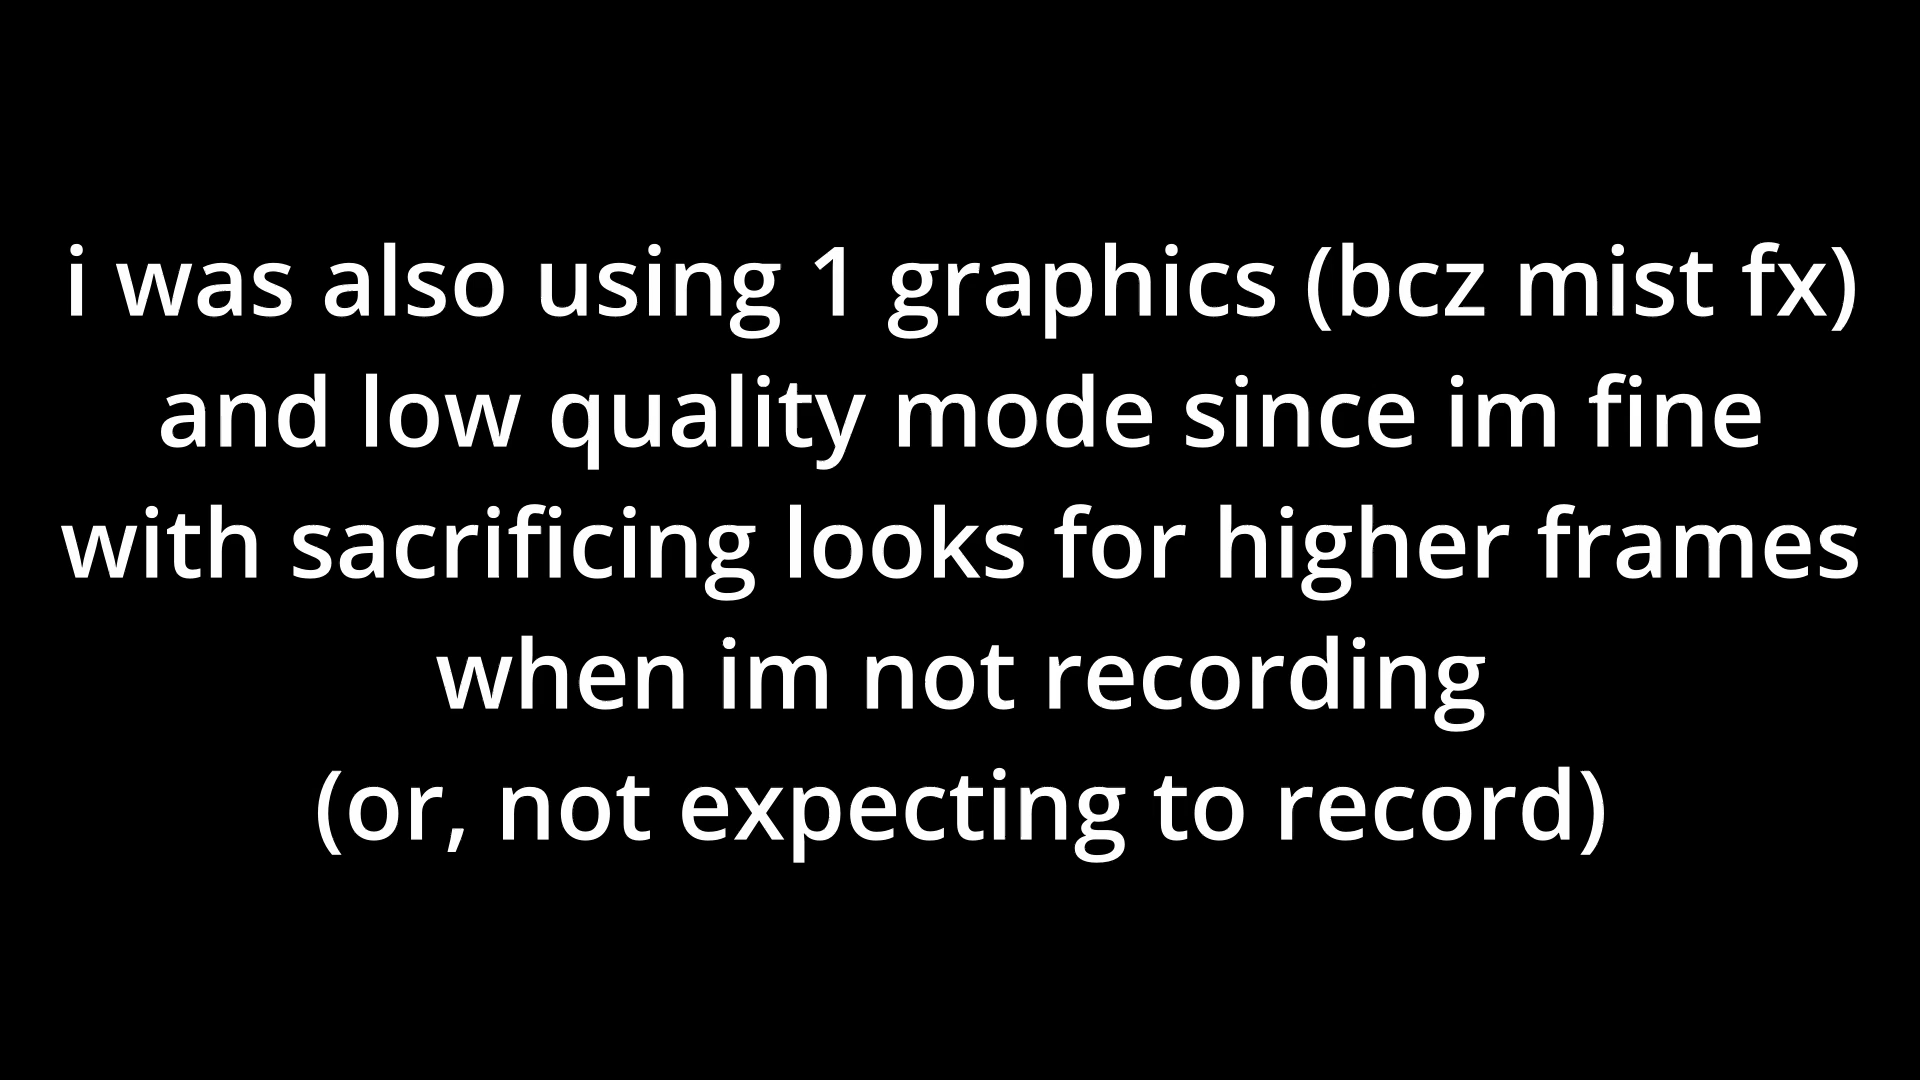 i was also using 1 graphics (bcz mist fx)
and low quality mode since im fine
with sacrificing looks for higher frames
when im not recording
(or, not expecting to record)